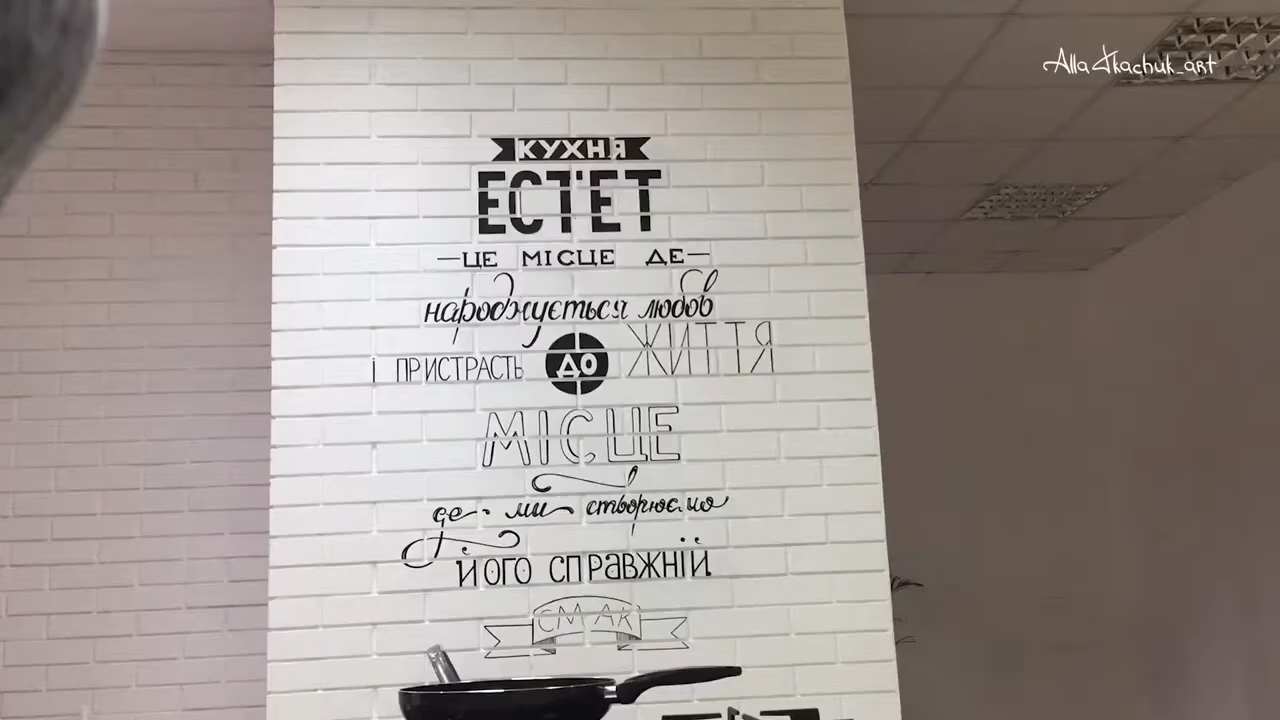 Alla Tkachuk_art
КУХНЯ
ЕСТЕТ
—ЦЕ МІСЦЕ ДЕ—
народжується любов
І ПРИСТРАСТЬ ДО ЖИТТЯ
МІСЦЕ
де ми створюємо
ЙОГО СПРАВЖНІЙ
СМАК